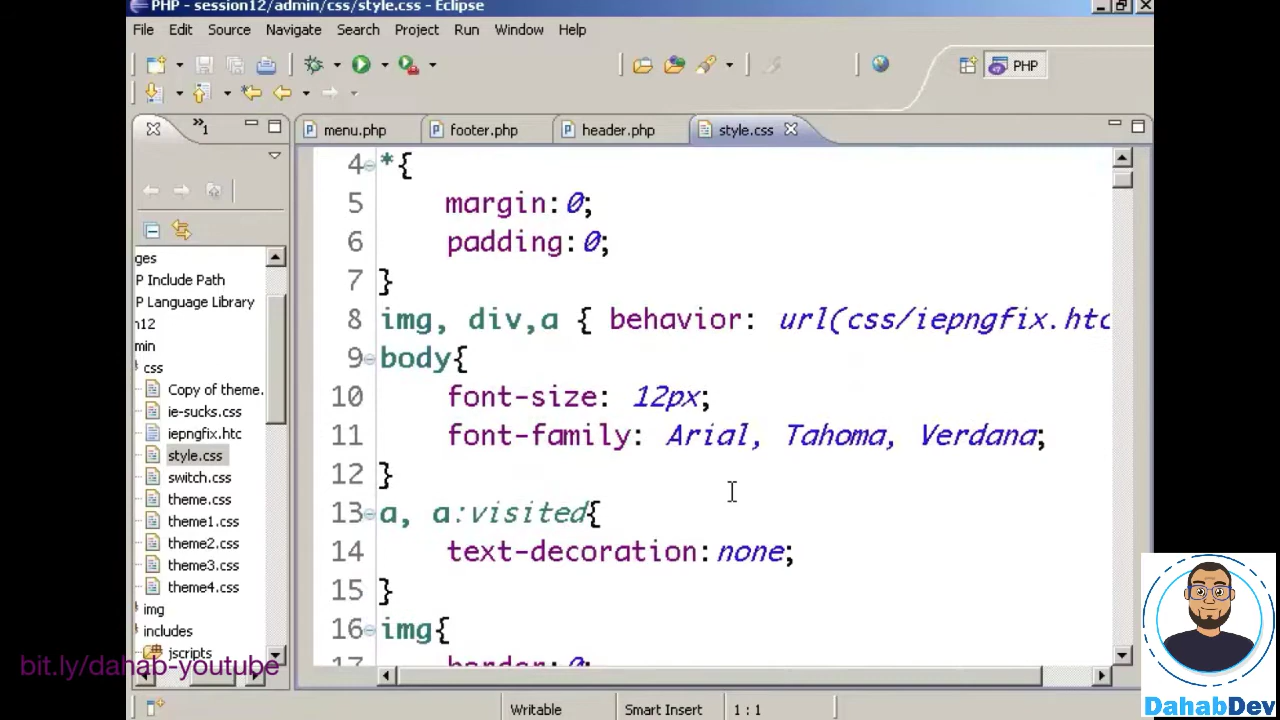 PHP - session12/admin/css/style.css - Eclipse
File Edit Source Navigate Search Project Run Window Help
PHP
1
menu.php footer.php header.php style.css
ges
P Include Path
P Language Library
n12
min
css
Copy of theme.
ie-sucks.css
iepngfix.htc
style.css
switch.css
theme.css
theme1.css
theme2.css
theme3.css
theme4.css
img
includes
jscripts
4 *{
5 margin:0;
6 padding:0;
7 }
8 img, div,a { behavior: url(css/iepngfix.htc
9 body{
10 font-size: 12px;
11 font-family: Arial, Tahoma, Verdana;
12 }
13 a, a:visited{
14 text-decoration:none;
15 }
16 img{
17 border:0;
Writable Smart Insert 1 : 1
bit.ly/dahab-youtube
DahabDev